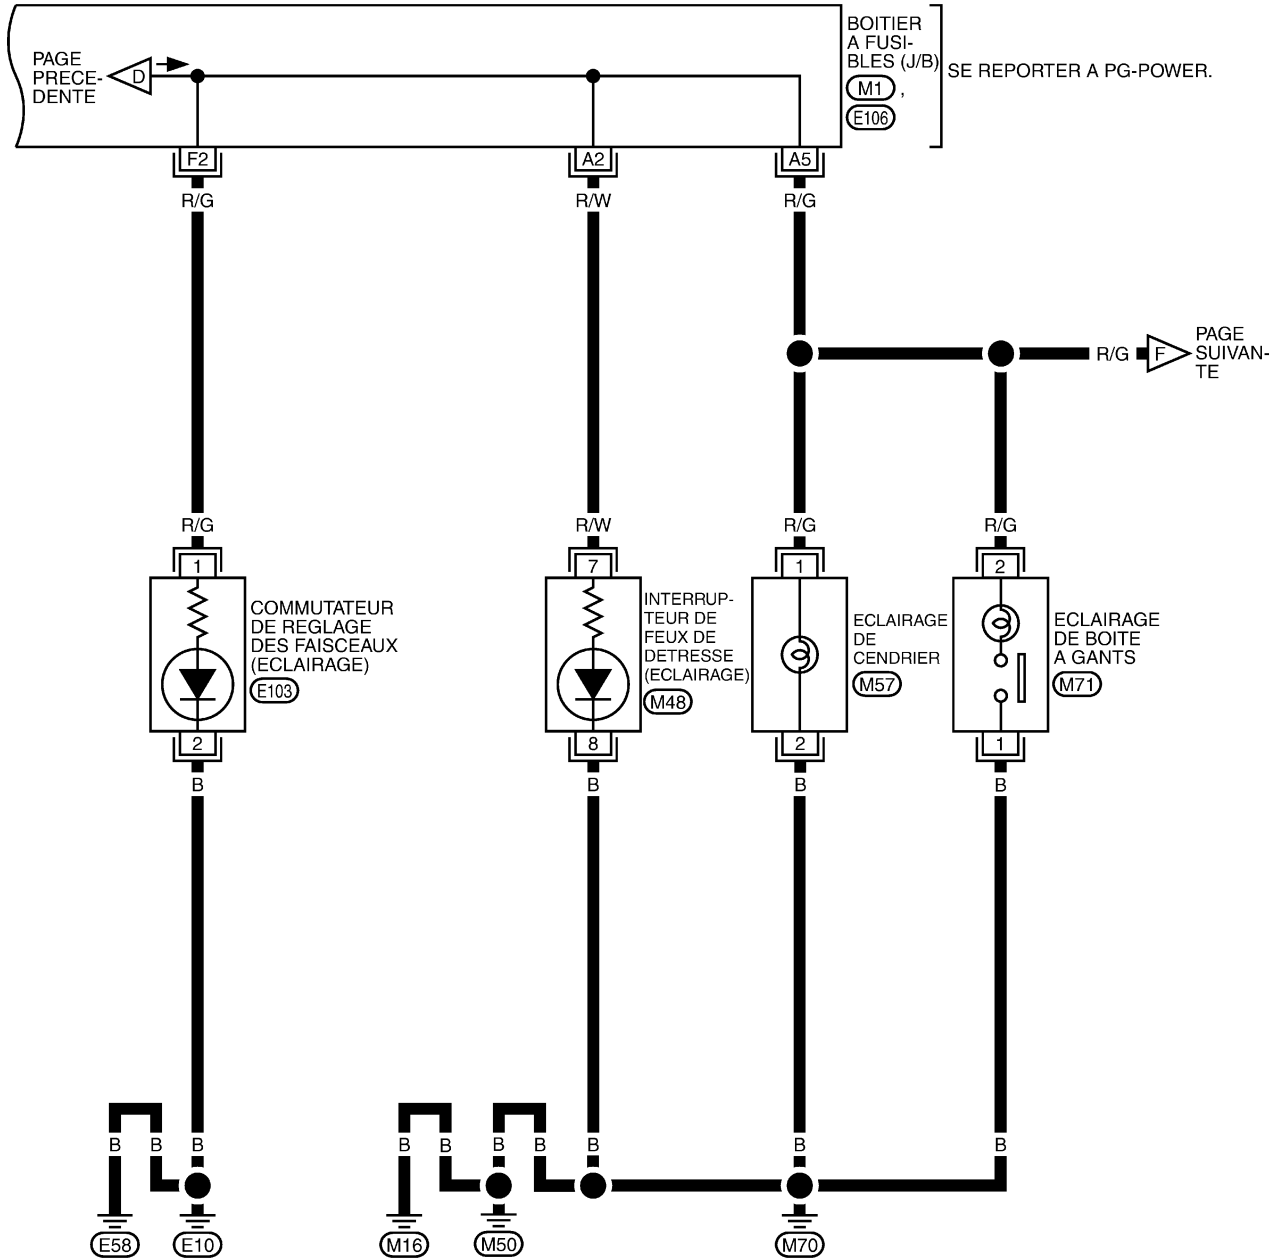 PAGE
PRECE-
DENTE
D
BOITIER
A FUSI-
BLES (J/B)
M1 ,
E106
SE REPORTER A PG-POWER.
F2
A2
A5
R/G
R/W
R/G
R/G
F
PAGE
SUIVAN-
TE
R/G
R/W
R/G
R/G
1
7
1
2
COMMUTATEUR
DE REGLAGE
DES FAISCEAUX
(ECLAIRAGE)
E103
INTERRUP-
TEUR DE
FEUX DE
DETRESSE
(ECLAIRAGE)
M48
ECLAIRAGE
DE
CENDRIER
M57
ECLAIRAGE
DE BOITE
A GANTS
M71
2
8
2
1
B
B
B
B
B
B
B
B
B
B
B
B
B
B
E58
E10
M16
M50
M70